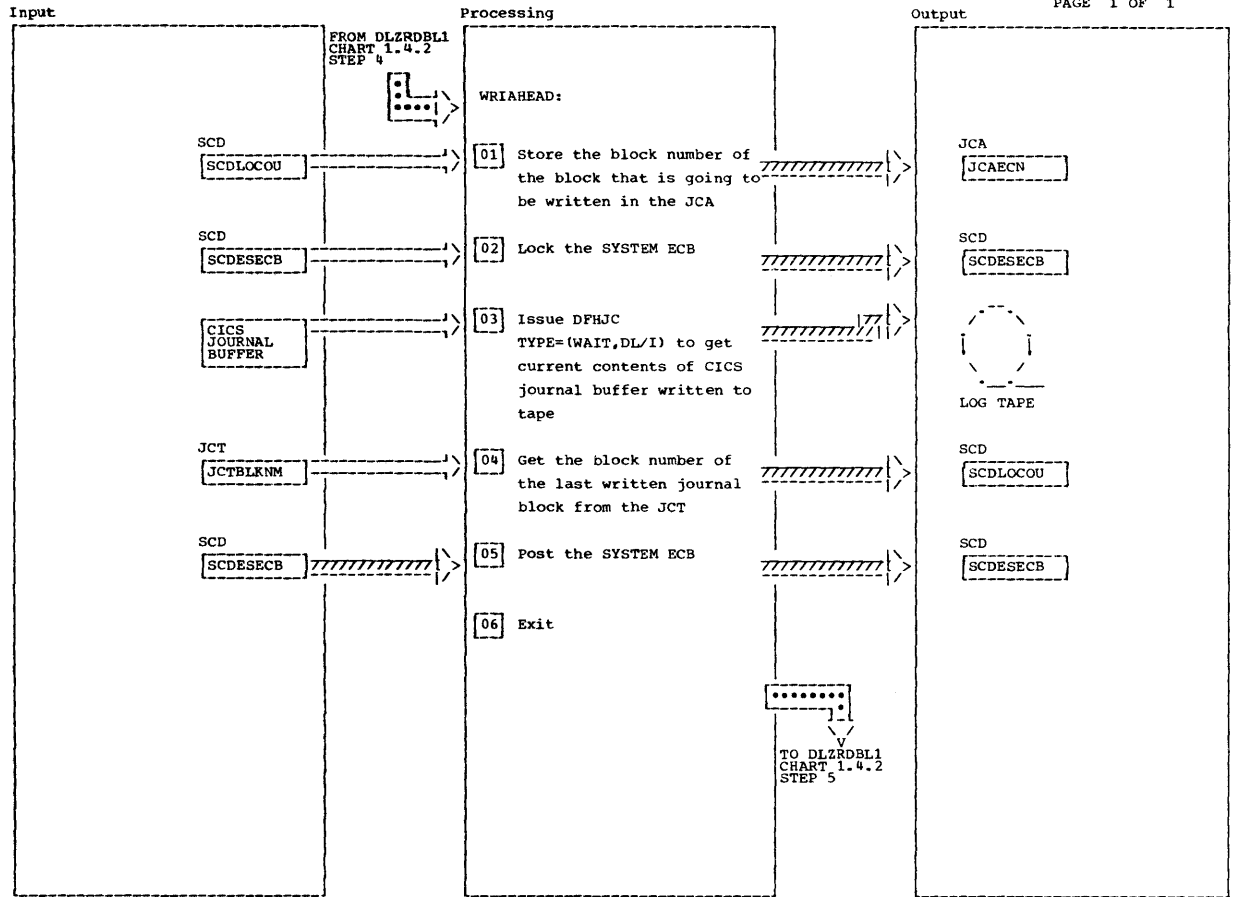 PAGE 1 OF 1
Input
Processing
Output
FROM DLZRDBL1
CHART 1.4.2
STEP 4
WRIAHEAD:
SCD
SCDLOCOU
01 Store the block number of
the block that is going to
be written in the JCA
JCA
JCAECN
SCD
SCDESECB
02 Lock the SYSTEM ECB
SCD
SCDESECB
CICS
JOURNAL
BUFFER
03 Issue DFHJC
TYPE=(WAIT,DL/I) to get
current contents of CICS
journal buffer written to
tape
LOG TAPE
JCT
JCTBLKNM
04 Get the block number of
the last written journal
block from the JCT
SCD
SCDLOCOU
SCD
SCDESECB
05 Post the SYSTEM ECB
SCD
SCDESECB
06 Exit
TO DLZRDBL1
CHART 1.4.2
STEP 5